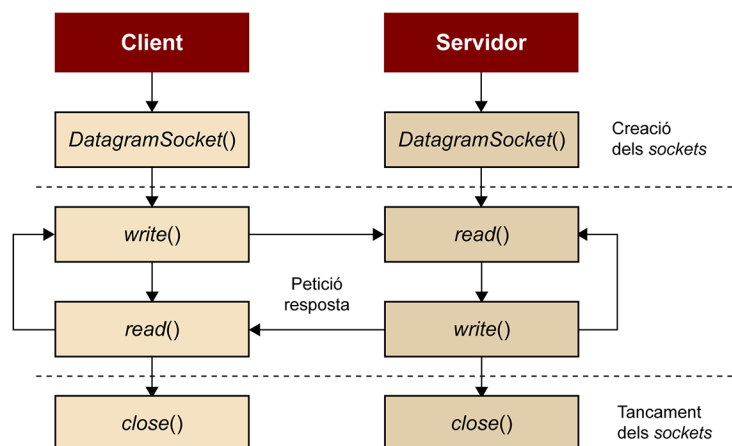 Client
Servidor
DatagramSocket()
DatagramSocket()
Creació
dels sockets
write()
read()
Petició
resposta
read()
write()
close()
close()
Tancament
dels sockets